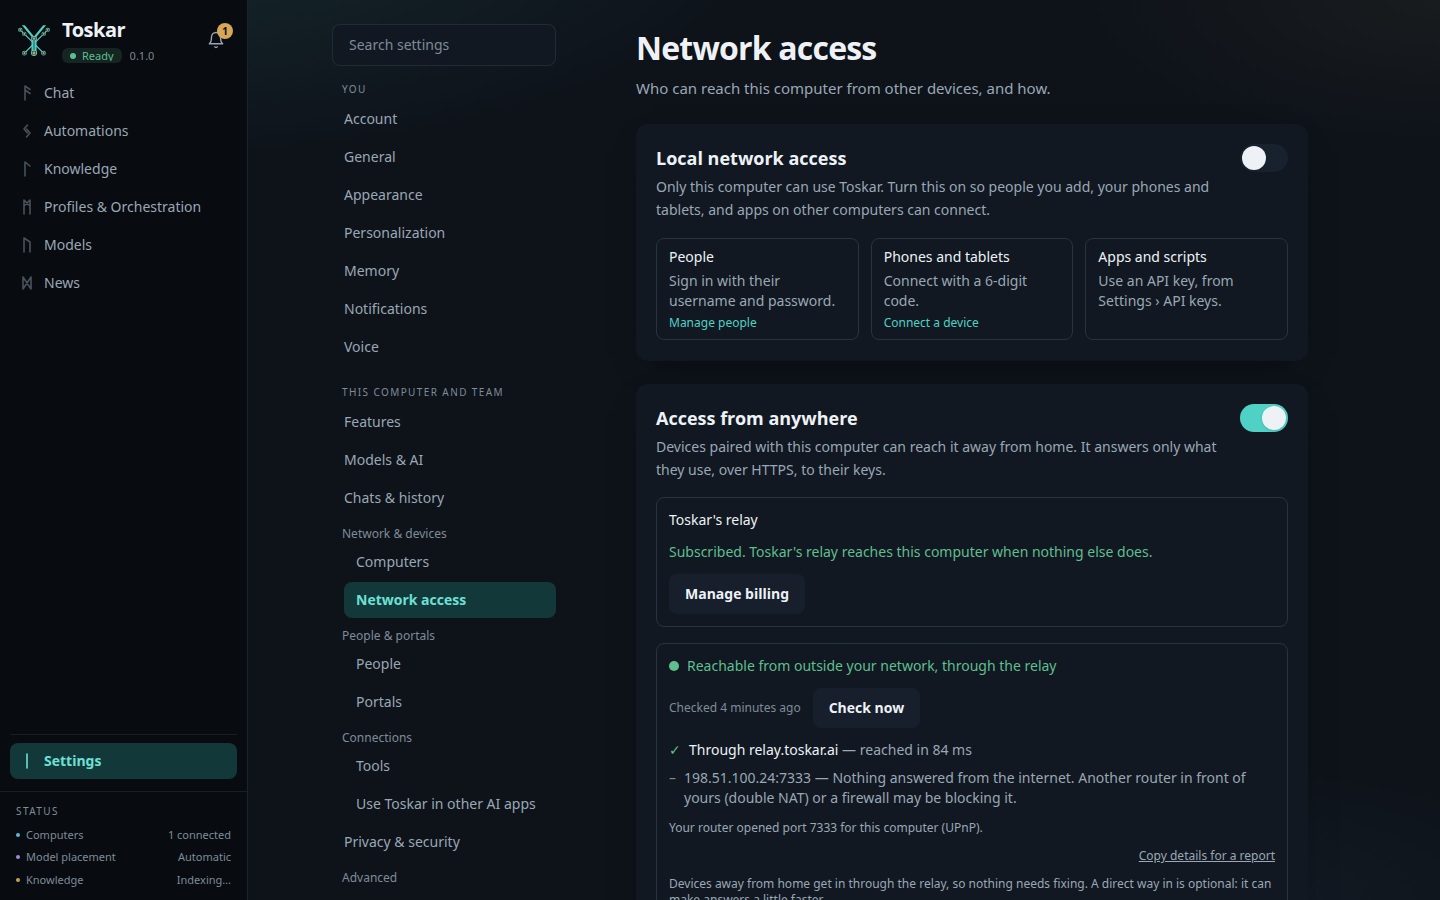 Toskar
Ready 0.1.0
1
Chat
Automations
Knowledge
Profiles & Orchestration
Models
News
Settings
STATUS
Computers 1 connected
Model placement Automatic
Knowledge Indexing...
Search settings
YOU
Account
General
Appearance
Personalization
Memory
Notifications
Voice
THIS COMPUTER AND TEAM
Features
Models & AI
Chats & history
Network & devices
Computers
Network access
People & portals
People
Portals
Connections
Tools
Use Toskar in other AI apps
Privacy & security
Advanced
Network access
Who can reach this computer from other devices, and how.
Local network access
Only this computer can use Toskar. Turn this on so people you add, your phones and
tablets, and apps on other computers can connect.
People
Sign in with their
username and password.
Manage people
Phones and tablets
Connect with a 6-digit
code.
Connect a device
Apps and scripts
Use an API key, from
Settings › API keys.
Access from anywhere
Devices paired with this computer can reach it away from home. It answers only what
they use, over HTTPS, to their keys.
Toskar's relay
Subscribed. Toskar's relay reaches this computer when nothing else does.
Manage billing
Reachable from outside your network, through the relay
Checked 4 minutes ago Check now
✓ Through relay.toskar.ai — reached in 84 ms
– 198.51.100.24:7333 — Nothing answered from the internet. Another router in front of
yours (double NAT) or a firewall may be blocking it.
Your router opened port 7333 for this computer (UPnP).
Copy details for a report
Devices away from home get in through the relay, so nothing needs fixing. A direct way in is optional: it can
make answers a little faster.